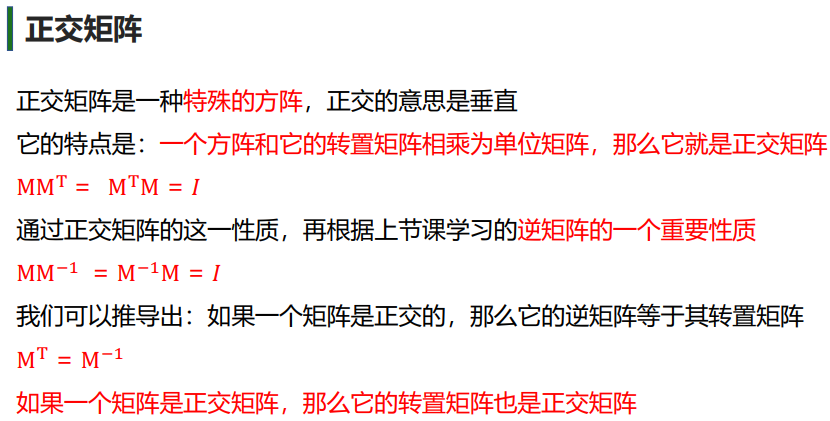 正交矩阵
正交矩阵是一种特殊的方阵，正交的意思是垂直
它的特点是：一个方阵和它的转置矩阵相乘为单位矩阵，那么它就是正交矩阵
MMᵀ = MᵀM = I
通过正交矩阵的这一性质，再根据上节课学习的逆矩阵的一个重要性质
MM⁻¹ = M⁻¹M = I
我们可以推导出：如果一个矩阵是正交的，那么它的逆矩阵等于其转置矩阵
Mᵀ = M⁻¹
如果一个矩阵是正交矩阵，那么它的转置矩阵也是正交矩阵